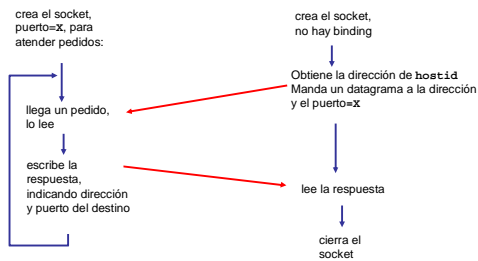 crea el socket,
puerto=x, para
atender pedidos:
llega un pedido,
lo lee
escribe la
respuesta,
indicando dirección
y puerto del destino
crea el socket,
no hay binding
Obtiene la dirección de hostid
Manda un datagrama a la dirección
y el puerto=x
lee la respuesta
cierra el
socket